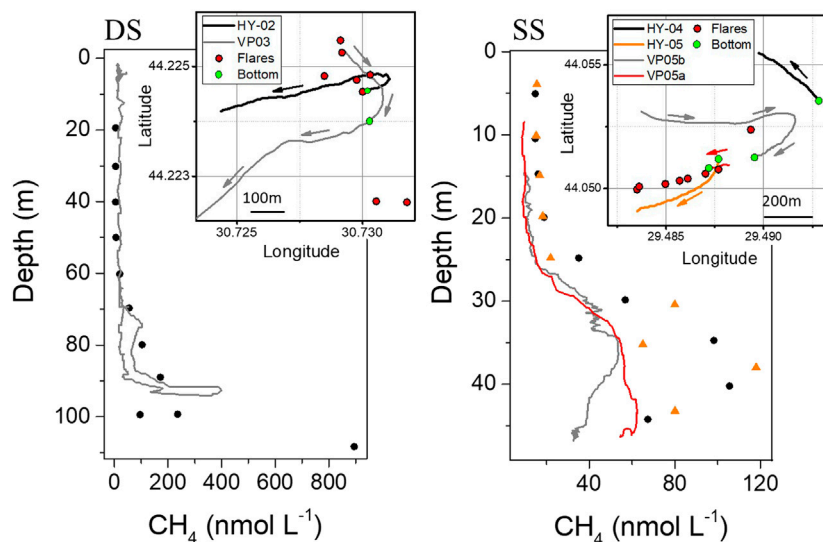 DS
HY-02
VP03
Flares
Bottom
44.225
44.223
Latitude
100m
30.725
30.730
Longitude
0
20
40
60
80
100
Depth (m)
0
200
400
600
800
CH₄ (nmol L⁻¹)
SS
HY-04
HY-05
VP05b
VP05a
Flares
Bottom
44.055
44.050
Latitude
200m
29.485
29.490
Longitude
0
10
20
30
40
Depth (m)
40
80
120
CH₄ (nmol L⁻¹)